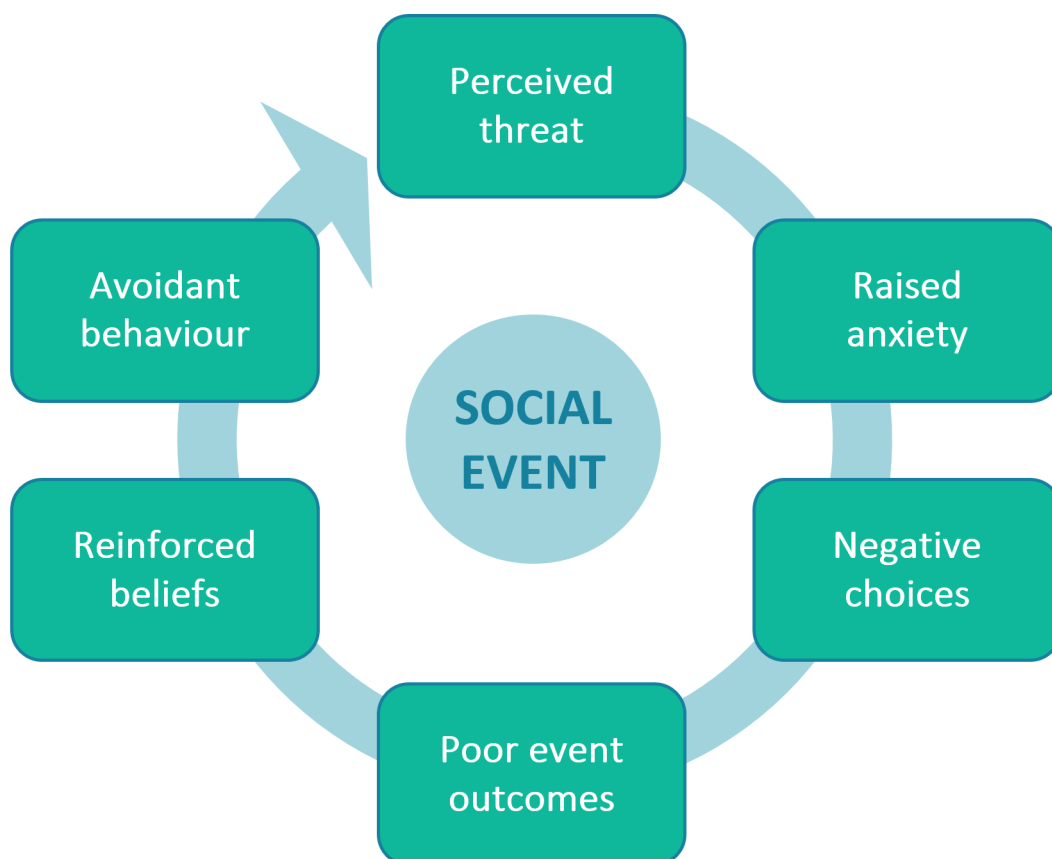 Perceived
threat
Raised
anxiety
Negative
choices
Poor event
outcomes
Reinforced
beliefs
Avoidant
behaviour
SOCIAL
EVENT